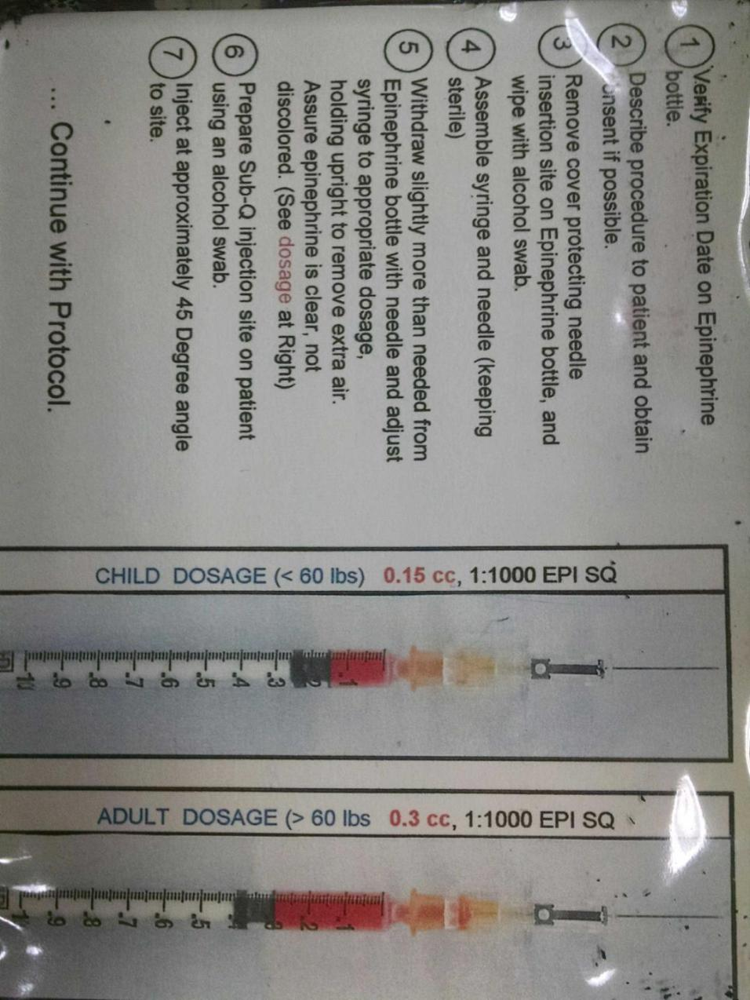 1 Verify Expiration Date on Epinephrine
bottle.
2 Describe procedure to patient and obtain
consent if possible.
3 Remove cover protecting needle
insertion site on Epinephrine bottle, and
wipe with alcohol swab.
4 Assemble syringe and needle (keeping
sterile)
5 Withdraw slightly more than needed from
Epinephrine bottle with needle and adjust
syringe to appropriate dosage,
holding upright to remove extra air.
Assure epinephrine is clear, not
discolored. (See dosage at Right)
6 Prepare Sub-Q injection site on patient
using an alcohol swab.
7 Inject at approximately 45 Degree angle
to site.
... Continue with Protocol.
CHILD DOSAGE (< 60 lbs) 0.15 cc, 1:1000 EPI SQ
1.0 .9 .8 .7 .6 .5 .4 .3 .2 .1
ADULT DOSAGE (> 60 lbs 0.3 cc, 1:1000 EPI SQ
.9 .8 .7 .6 .5 .2 .1